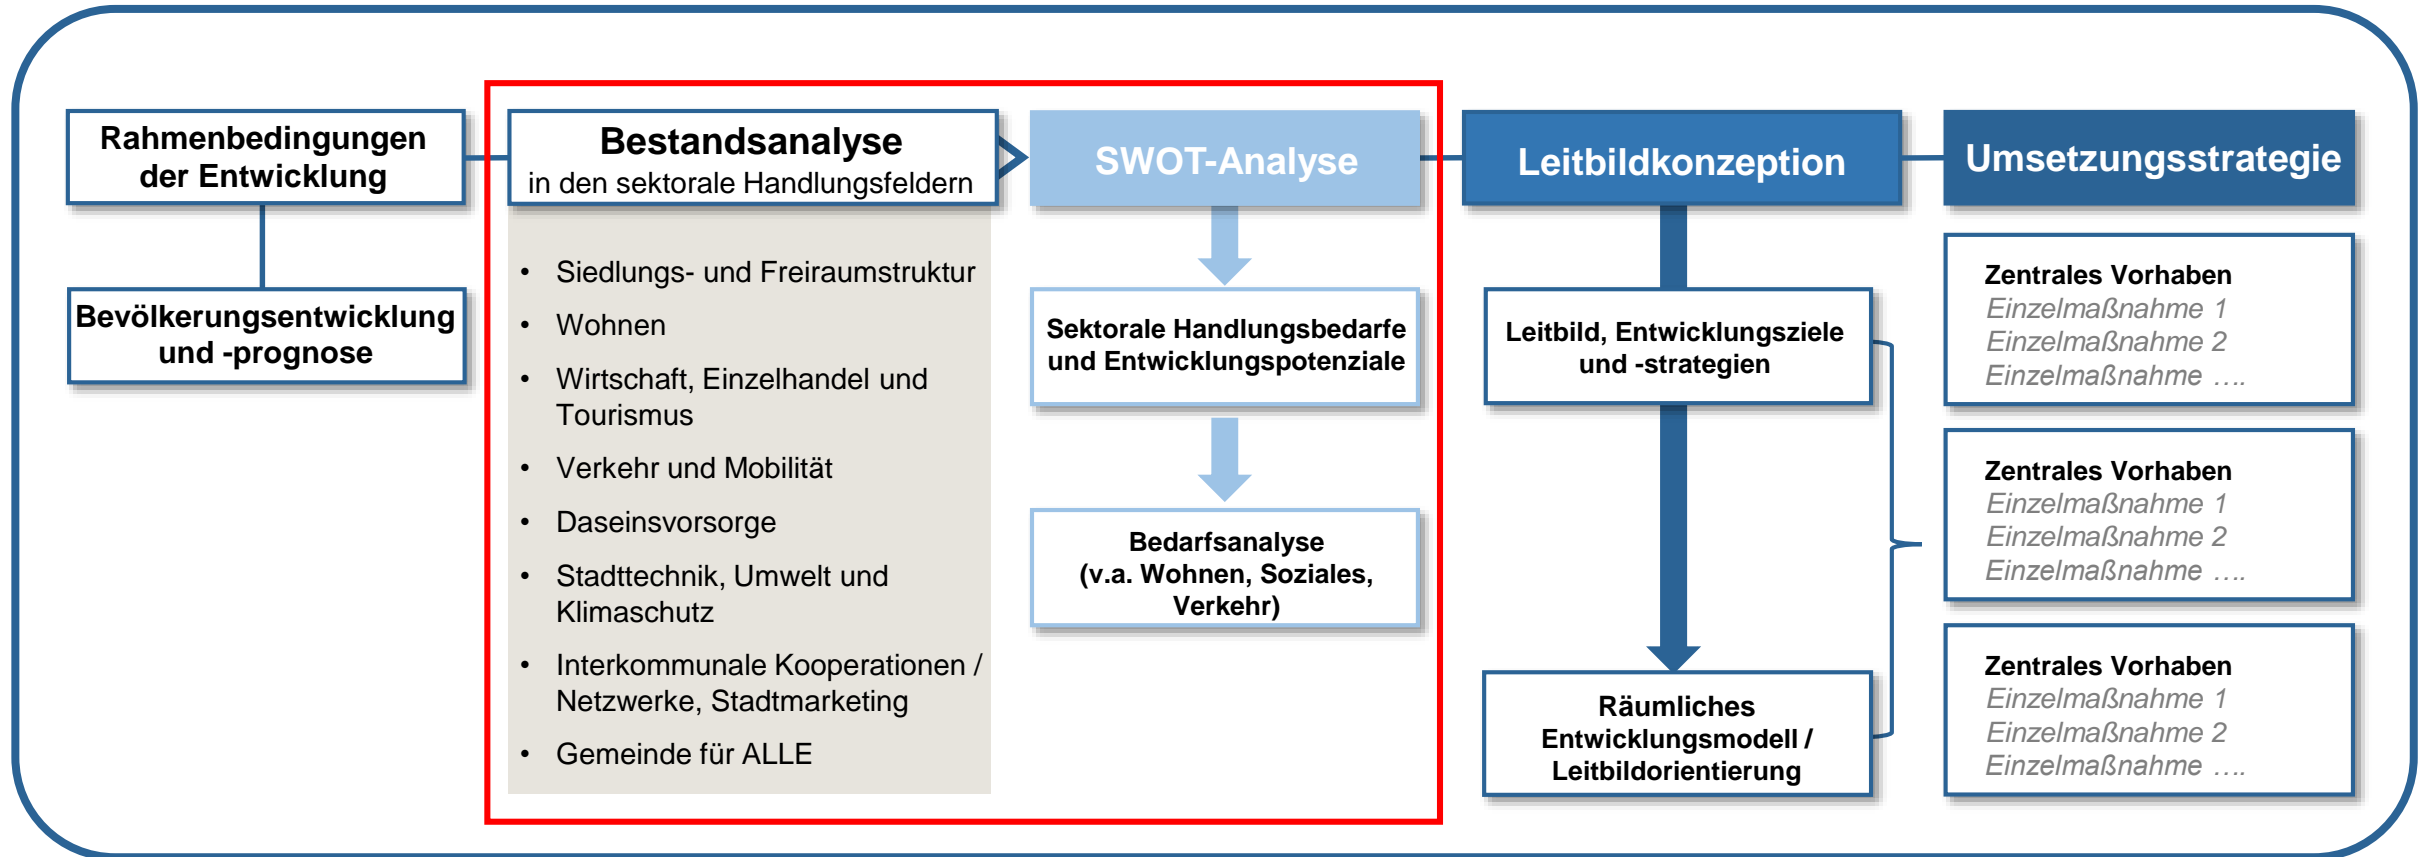 Rahmenbedingungen
der Entwicklung
Bevölkerungsentwicklung
und -prognose
Bestandsanalyse
in den sektorale Handlungsfeldern
• Siedlungs- und Freiraumstruktur
• Wohnen
• Wirtschaft, Einzelhandel und
Tourismus
• Verkehr und Mobilität
• Daseinsvorsorge
• Stadttechnik, Umwelt und
Klimaschutz
• Interkommunale Kooperationen /
Netzwerke, Stadtmarketing
• Gemeinde für ALLE
SWOT-Analyse
Sektorale Handlungsbedarfe
und Entwicklungspotenziale
Bedarfsanalyse
(v.a. Wohnen, Soziales,
Verkehr)
Leitbildkonzeption
Leitbild, Entwicklungsziele
und -strategien
Räumliches
Entwicklungsmodell /
Leitbildorientierung
Umsetzungsstrategie
Zentrales Vorhaben
Einzelmaßnahme 1
Einzelmaßnahme 2
Einzelmaßnahme ….
Zentrales Vorhaben
Einzelmaßnahme 1
Einzelmaßnahme 2
Einzelmaßnahme ….
Zentrales Vorhaben
Einzelmaßnahme 1
Einzelmaßnahme 2
Einzelmaßnahme ….